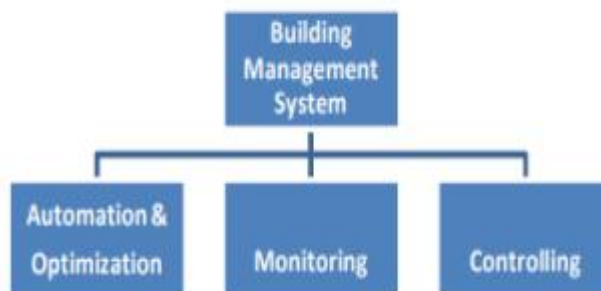 Building
Management
System
Automation &
Optimization
Monitoring
Controlling